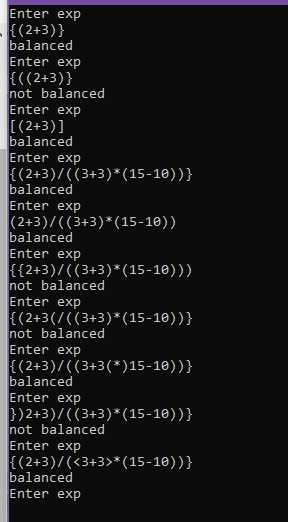 Enter exp
{(2+3)}
balanced
Enter exp
{((2+3)}
not balanced
Enter exp
[(2+3)]
balanced
Enter exp
{(2+3)/((3+3)*(15-10))}
balanced
Enter exp
(2+3)/((3+3)*(15-10))
balanced
Enter exp
{{2+3)/((3+3)*(15-10)))
not balanced
Enter exp
{(2+3(/((3+3)*(15-10))}
not balanced
Enter exp
{(2+3)/((3+3(*)15-10))}
balanced
Enter exp
})2+3)/((3+3)*(15-10))}
not balanced
Enter exp
{(2+3)/(<3+3>*(15-10))}
balanced
Enter exp